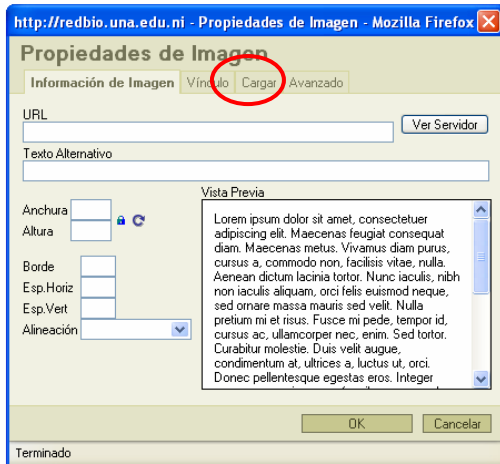 http://redbio.una.edu.ni - Propiedades de Imagen - Mozilla Firefox
Propiedades de Imagen
Información de Imagen Vínculo Cargar Avanzado
URL
Ver Servidor
Texto Alternativo
Anchura
Altura
Borde
Esp.Horiz
Esp.Vert
Alineación
Vista Previa
Lorem ipsum dolor sit amet, consectetuer
adipiscing elit. Maecenas feugiat consequat
diam. Maecenas metus. Vivamus diam purus,
cursus a, commodo non, facilisis vitae, nulla.
Aenean dictum lacinia tortor. Nunc iaculis, nibh
non iaculis aliquam, orci felis euismod neque,
sed ornare massa mauris sed velit. Nulla
pretium mi et risus. Fusce mi pede, tempor id,
cursus ac, ullamcorper nec, enim. Sed tortor.
Curabitur molestie. Duis velit augue,
condimentum at, ultrices a, luctus ut, orci.
Donec pellentesque egestas eros. Integer
OK Cancelar
Terminado